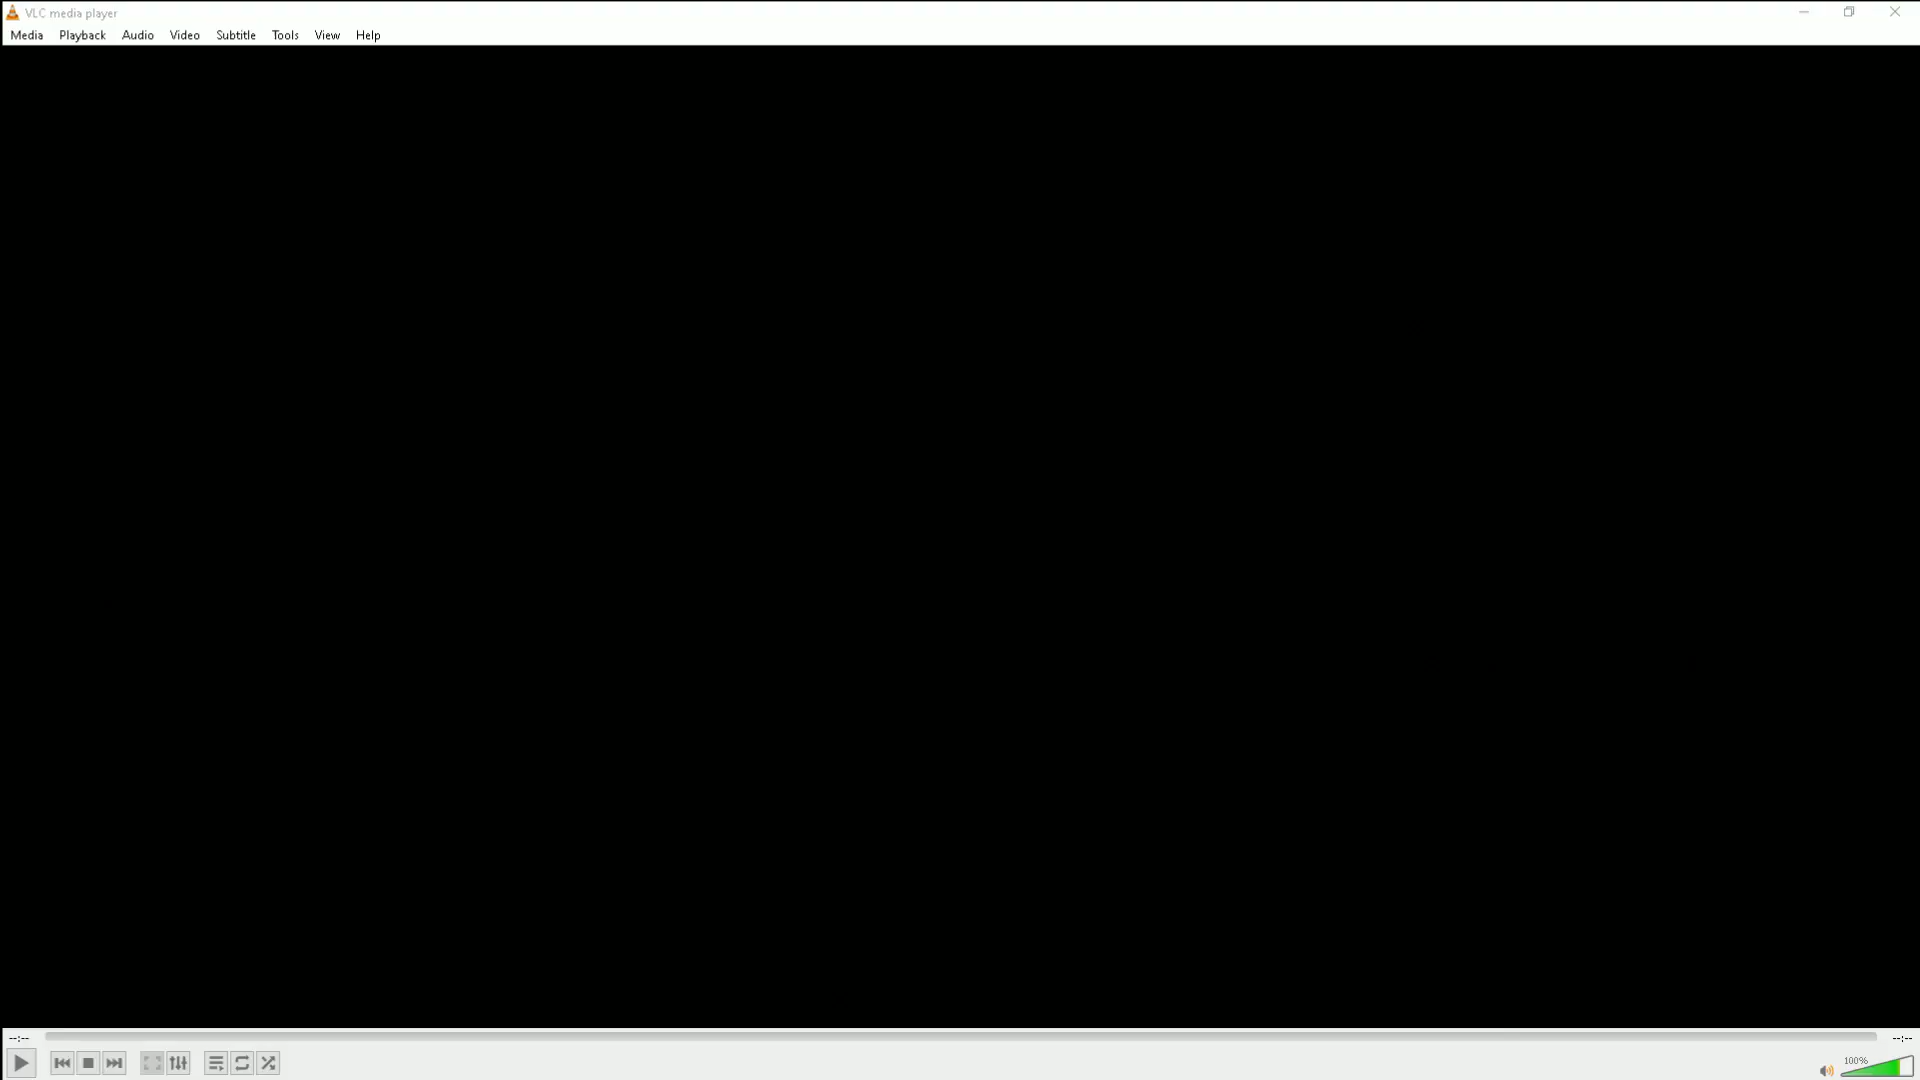 VLC media player
Media Playback Audio Video Subtitle Tools View Help
--:-- --:--
100%